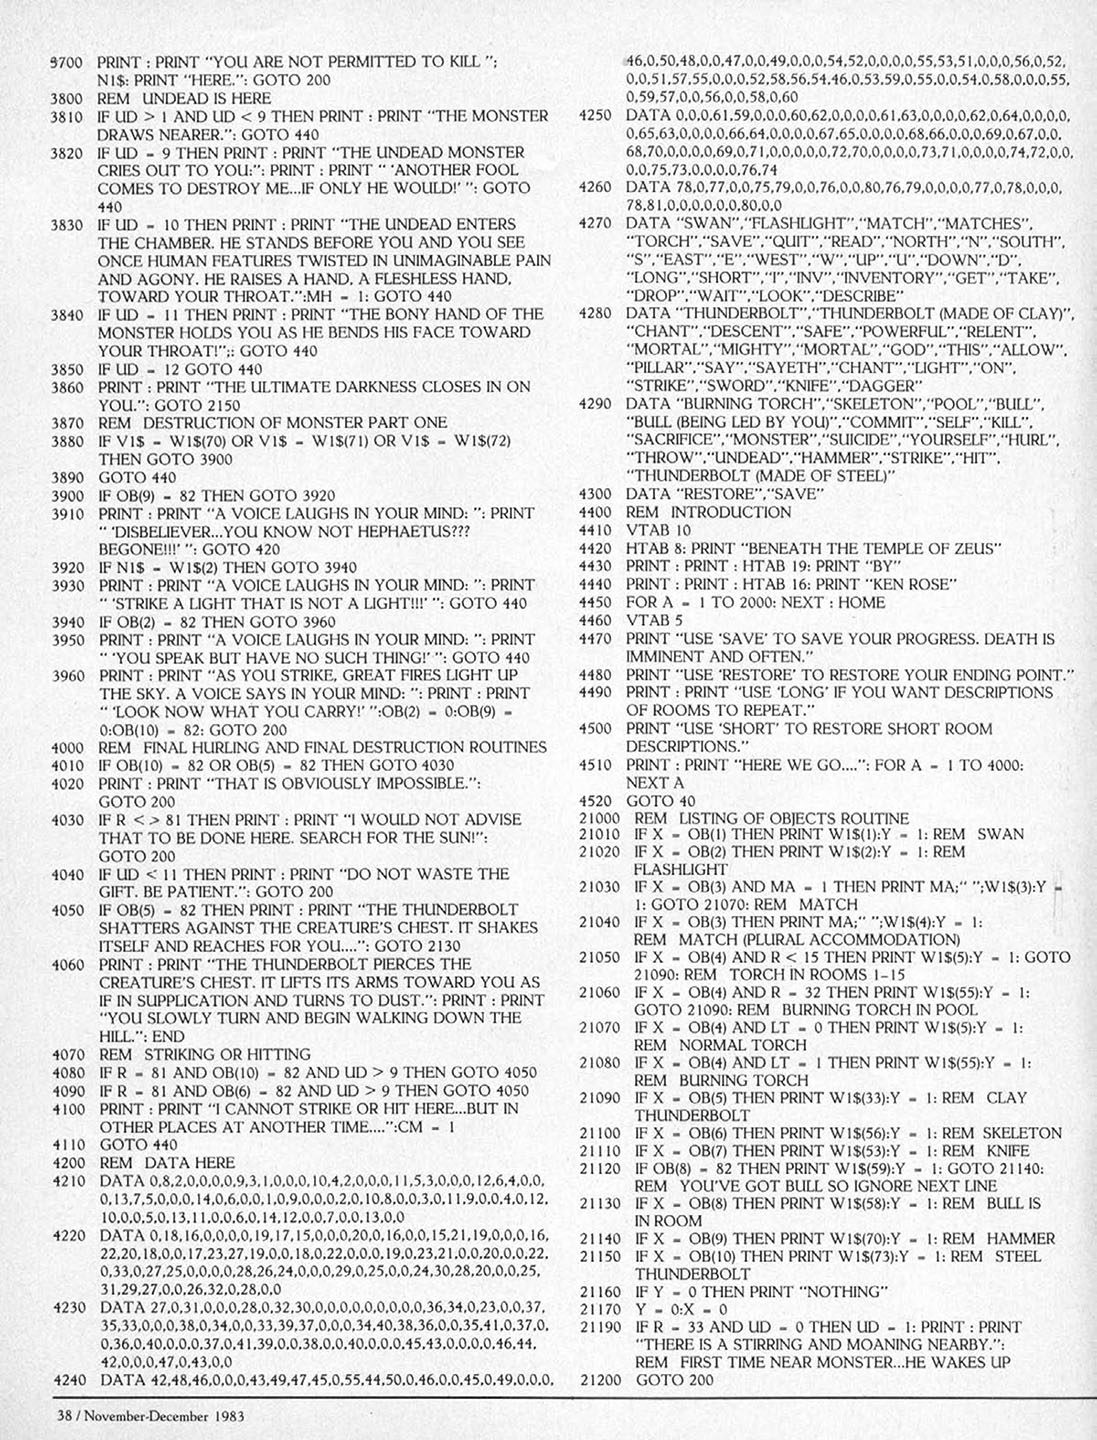 3700 PRINT : PRINT "YOU ARE NOT PERMITTED TO KILL ";
N1$: PRINT "HERE.": GOTO 200
3800 REM UNDEAD IS HERE
3810 IF UD > 1 AND UD < 9 THEN PRINT : PRINT "THE MONSTER
DRAWS NEARER.": GOTO 440
3820 IF UD = 9 THEN PRINT : PRINT "THE UNDEAD MONSTER
CRIES OUT TO YOU:": PRINT : PRINT " 'ANOTHER FOOL
COMES TO DESTROY ME...IF ONLY HE WOULD!' ": GOTO
440
3830 IF UD = 10 THEN PRINT : PRINT "THE UNDEAD ENTERS
THE CHAMBER. HE STANDS BEFORE YOU AND YOU SEE
ONCE HUMAN FEATURES TWISTED IN UNIMAGINABLE PAIN
AND AGONY. HE RAISES A HAND, A FLESHLESS HAND,
TOWARD YOUR THROAT.":MH = 1: GOTO 440
3840 IF UD = 11 THEN PRINT : PRINT "THE BONY HAND OF THE
MONSTER HOLDS YOU AS HE BENDS HIS FACE TOWARD
YOUR THROAT!";: GOTO 440
3850 IF UD = 12 GOTO 440
3860 PRINT : PRINT "THE ULTIMATE DARKNESS CLOSES IN ON
YOU.": GOTO 2150
3870 REM DESTRUCTION OF MONSTER PART ONE
3880 IF V1$ = W1$(70) OR V1$ = W1$(71) OR V1$ = W1$(72)
THEN GOTO 3900
3890 GOTO 440
3900 IF OB(9) = 82 THEN GOTO 3920
3910 PRINT : PRINT "A VOICE LAUGHS IN YOUR MIND: ": PRINT
" 'DISBELIEVER...YOU KNOW NOT HEPHAETUS???
BEGONE!!!' ": GOTO 420
3920 IF N1$ = W1$(2) THEN GOTO 3940
3930 PRINT : PRINT "A VOICE LAUGHS IN YOUR MIND: ": PRINT
" 'STRIKE A LIGHT THAT IS NOT A LIGHT!!!' ": GOTO 440
3940 IF OB(2) = 82 THEN GOTO 3960
3950 PRINT : PRINT "A VOICE LAUGHS IN YOUR MIND: ": PRINT
" 'YOU SPEAK BUT HAVE NO SUCH THING!' ": GOTO 440
3960 PRINT : PRINT "AS YOU STRIKE, GREAT FIRES LIGHT UP
THE SKY. A VOICE SAYS IN YOUR MIND: ": PRINT : PRINT
" 'LOOK NOW WHAT YOU CARRY!' ":OB(2) = 0:OB(9) =
0:OB(10) = 82: GOTO 200
4000 REM FINAL HURLING AND FINAL DESTRUCTION ROUTINES
4010 IF OB(10) = 82 OR OB(5) = 82 THEN GOTO 4030
4020 PRINT : PRINT "THAT IS OBVIOUSLY IMPOSSIBLE.":
GOTO 200
4030 IF R < > 81 THEN PRINT : PRINT "I WOULD NOT ADVISE
THAT TO BE DONE HERE. SEARCH FOR THE SUN!":
GOTO 200
4040 IF UD < 11 THEN PRINT : PRINT "DO NOT WASTE THE
GIFT. BE PATIENT.": GOTO 200
4050 IF OB(5) = 82 THEN PRINT : PRINT "THE THUNDERBOLT
SHATTERS AGAINST THE CREATURE'S CHEST. IT SHAKES
ITSELF AND REACHES FOR YOU....": GOTO 2130
4060 PRINT : PRINT "THE THUNDERBOLT PIERCES THE
CREATURE'S CHEST. IT LIFTS ITS ARMS TOWARD YOU AS
IF IN SUPPLICATION AND TURNS TO DUST.": PRINT : PRINT
"YOU SLOWLY TURN AND BEGIN WALKING DOWN THE
HILL.": END
4070 REM STRIKING OR HITTING
4080 IF R = 81 AND OB(10) = 82 AND UD > 9 THEN GOTO 4050
4090 IF R = 81 AND OB(6) = 82 AND UD > 9 THEN GOTO 4050
4100 PRINT : PRINT "I CANNOT STRIKE OR HIT HERE...BUT IN
OTHER PLACES AT ANOTHER TIME....":CM = 1
4110 GOTO 440
4200 REM DATA HERE
4210 DATA 0,8,2,0,0,0,0,9,3,1,0,0,0,10,4,2,0,0,0,11,5,3,0,0,0,12,6,4,0,0,
0,13,7,5,0,0,0,14,0,6,0,0,1,0,9,0,0,0,2,0,10,8,0,0,3,0,11,9,0,0,4,0,12,
10,0,0,5,0,13,11,0,0,6,0,14,12,0,0,7,0,0,13,0,0
4220 DATA 0,18,16,0,0,0,0,19,17,15,0,0,0,20,0,16,0,0,15,21,19,0,0,0,16,
22,20,18,0,0,17,23,27,19,0,0,18,0,22,0,0,0,19,0,23,21,0,0,20,0,0,22,
0,33,0,27,25,0,0,0,0,28,26,24,0,0,0,29,0,25,0,0,24,30,28,20,0,0,25,
31,29,27,0,0,26,32,0,28,0,0
4230 DATA 27,0,31,0,0,0,28,0,32,30,0,0,0,0,0,0,0,0,0,36,34,0,23,0,0,37,
35,33,0,0,0,38,0,34,0,0,33,39,37,0,0,0,34,40,38,36,0,0,35,41,0,37,0,
0,36,0,40,0,0,0,37,0,41,39,0,0,38,0,0,40,0,0,0,45,43,0,0,0,0,46,44,
42,0,0,0,47,0,43,0,0
4240 DATA 42,48,46,0,0,0,43,49,47,45,0,55,44,50,0,46,0,0,45,0,49,0,0,0,
46,0,50,48,0,0,47,0,0,49,0,0,0,54,52,0,0,0,0,55,53,51,0,0,0,56,0,52,
0,0,51,57,55,0,0,0,52,58,56,54,46,0,53,59,0,55,0,0,54,0,58,0,0,0,55,
0,59,57,0,0,56,0,0,58,0,60
4250 DATA 0,0,0,61,59,0,0,0,60,62,0,0,0,0,61,63,0,0,0,0,62,0,64,0,0,0,0,
0,65,63,0,0,0,0,66,64,0,0,0,0,67,65,0,0,0,0,68,66,0,0,0,69,0,67,0,0,
68,70,0,0,0,0,69,0,71,0,0,0,0,0,72,70,0,0,0,0,73,71,0,0,0,0,74,72,0,0,
0,0,75,73,0,0,0,0,76,74
4260 DATA 78,0,77,0,0,75,79,0,0,76,0,0,80,76,79,0,0,0,0,77,0,78,0,0,0,
78,81,0,0,0,0,0,0,80,0,0
4270 DATA "SWAN","FLASHLIGHT","MATCH","MATCHES",
"TORCH","SAVE","QUIT","READ","NORTH","N","SOUTH",
"S","EAST","E","WEST","W","UP","U","DOWN","D",
"LONG","SHORT","I","INV","INVENTORY","GET","TAKE",
"DROP","WAIT","LOOK","DESCRIBE"
4280 DATA "THUNDERBOLT","THUNDERBOLT (MADE OF CLAY)",
"CHANT","DESCENT","SAFE","POWERFUL","RELENT",
"MORTAL","MIGHTY","MORTAL","GOD","THIS","ALLOW",
"PILLAR","SAY","SAYETH","CHANT","LIGHT","ON",
"STRIKE","SWORD","KNIFE","DAGGER"
4290 DATA "BURNING TORCH","SKELETON","POOL","BULL",
"BULL (BEING LED BY YOU)","COMMIT","SELF","KILL",
"SACRIFICE","MONSTER","SUICIDE","YOURSELF","HURL",
"THROW","UNDEAD","HAMMER","STRIKE","HIT",
"THUNDERBOLT (MADE OF STEEL)"
4300 DATA "RESTORE","SAVE"
4400 REM INTRODUCTION
4410 VTAB 10
4420 HTAB 8: PRINT "BENEATH THE TEMPLE OF ZEUS"
4430 PRINT : PRINT : HTAB 19: PRINT "BY"
4440 PRINT : PRINT : HTAB 16: PRINT "KEN ROSE"
4450 FOR A = 1 TO 2000: NEXT : HOME
4460 VTAB 5
4470 PRINT "USE 'SAVE' TO SAVE YOUR PROGRESS. DEATH IS
IMMINENT AND OFTEN."
4480 PRINT "USE 'RESTORE' TO RESTORE YOUR ENDING POINT."
4490 PRINT : PRINT "USE 'LONG' IF YOU WANT DESCRIPTIONS
OF ROOMS TO REPEAT."
4500 PRINT "USE 'SHORT' TO RESTORE SHORT ROOM
DESCRIPTIONS."
4510 PRINT : PRINT "HERE WE GO....": FOR A = 1 TO 4000:
NEXT A
4520 GOTO 40
21000 REM LISTING OF OBJECTS ROUTINE
21010 IF X = OB(1) THEN PRINT W1$(1):Y = 1: REM SWAN
21020 IF X = OB(2) THEN PRINT W1$(2):Y = 1: REM
FLASHLIGHT
21030 IF X = OB(3) AND MA = 1 THEN PRINT MA;" ";W1$(3):Y =
1: GOTO 21070: REM MATCH
21040 IF X = OB(3) THEN PRINT MA;" ";W1$(4):Y = 1:
REM MATCH (PLURAL ACCOMMODATION)
21050 IF X = OB(4) AND R < 15 THEN PRINT W1$(5):Y = 1: GOTO
21090: REM TORCH IN ROOMS 1-15
21060 IF X = OB(4) AND R = 32 THEN PRINT W1$(55):Y = 1:
GOTO 21090: REM BURNING TORCH IN POOL
21070 IF X = OB(4) AND LT = 0 THEN PRINT W1$(5):Y = 1:
REM NORMAL TORCH
21080 IF X = OB(4) AND LT = 1 THEN PRINT W1$(55):Y = 1:
REM BURNING TORCH
21090 IF X = OB(5) THEN PRINT W1$(33):Y = 1: REM CLAY
THUNDERBOLT
21100 IF X = OB(6) THEN PRINT W1$(56):Y = 1: REM SKELETON
21110 IF X = OB(7) THEN PRINT W1$(53):Y = 1: REM KNIFE
21120 IF OB(8) = 82 THEN PRINT W1$(59):Y = 1: GOTO 21140:
REM YOU'VE GOT BULL SO IGNORE NEXT LINE
21130 IF X = OB(8) THEN PRINT W1$(58):Y = 1: REM BULL IS
IN ROOM
21140 IF X = OB(9) THEN PRINT W1$(70):Y = 1: REM HAMMER
21150 IF X = OB(10) THEN PRINT W1$(73):Y = 1: REM STEEL
THUNDERBOLT
21160 IF Y = 0 THEN PRINT "NOTHING"
21170 Y = 0:X = 0
21190 IF R = 33 AND UD = 0 THEN UD = 1: PRINT : PRINT
"THERE IS A STIRRING AND MOANING NEARBY.":
REM FIRST TIME NEAR MONSTER...HE WAKES UP
21200 GOTO 200
38 / November-December 1983